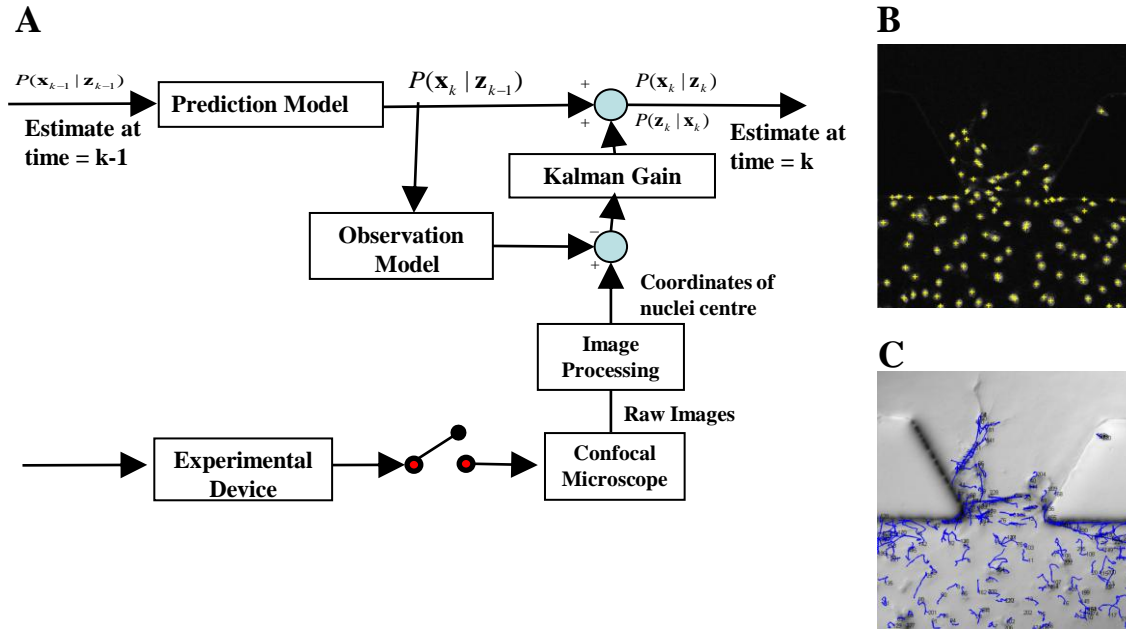 A
P(x_{k−1} | z_{k−1})
Estimate at
time = k-1
Prediction Model
P(x_k | z_{k−1})
+
+
P(x_k | z_k)
P(z_k | x_k)
Estimate at
time = k
Kalman Gain
Observation
Model
−
+
Coordinates of
nuclei centre
Image
Processing
Raw Images
Experimental
Device
Confocal
Microscope
B
C